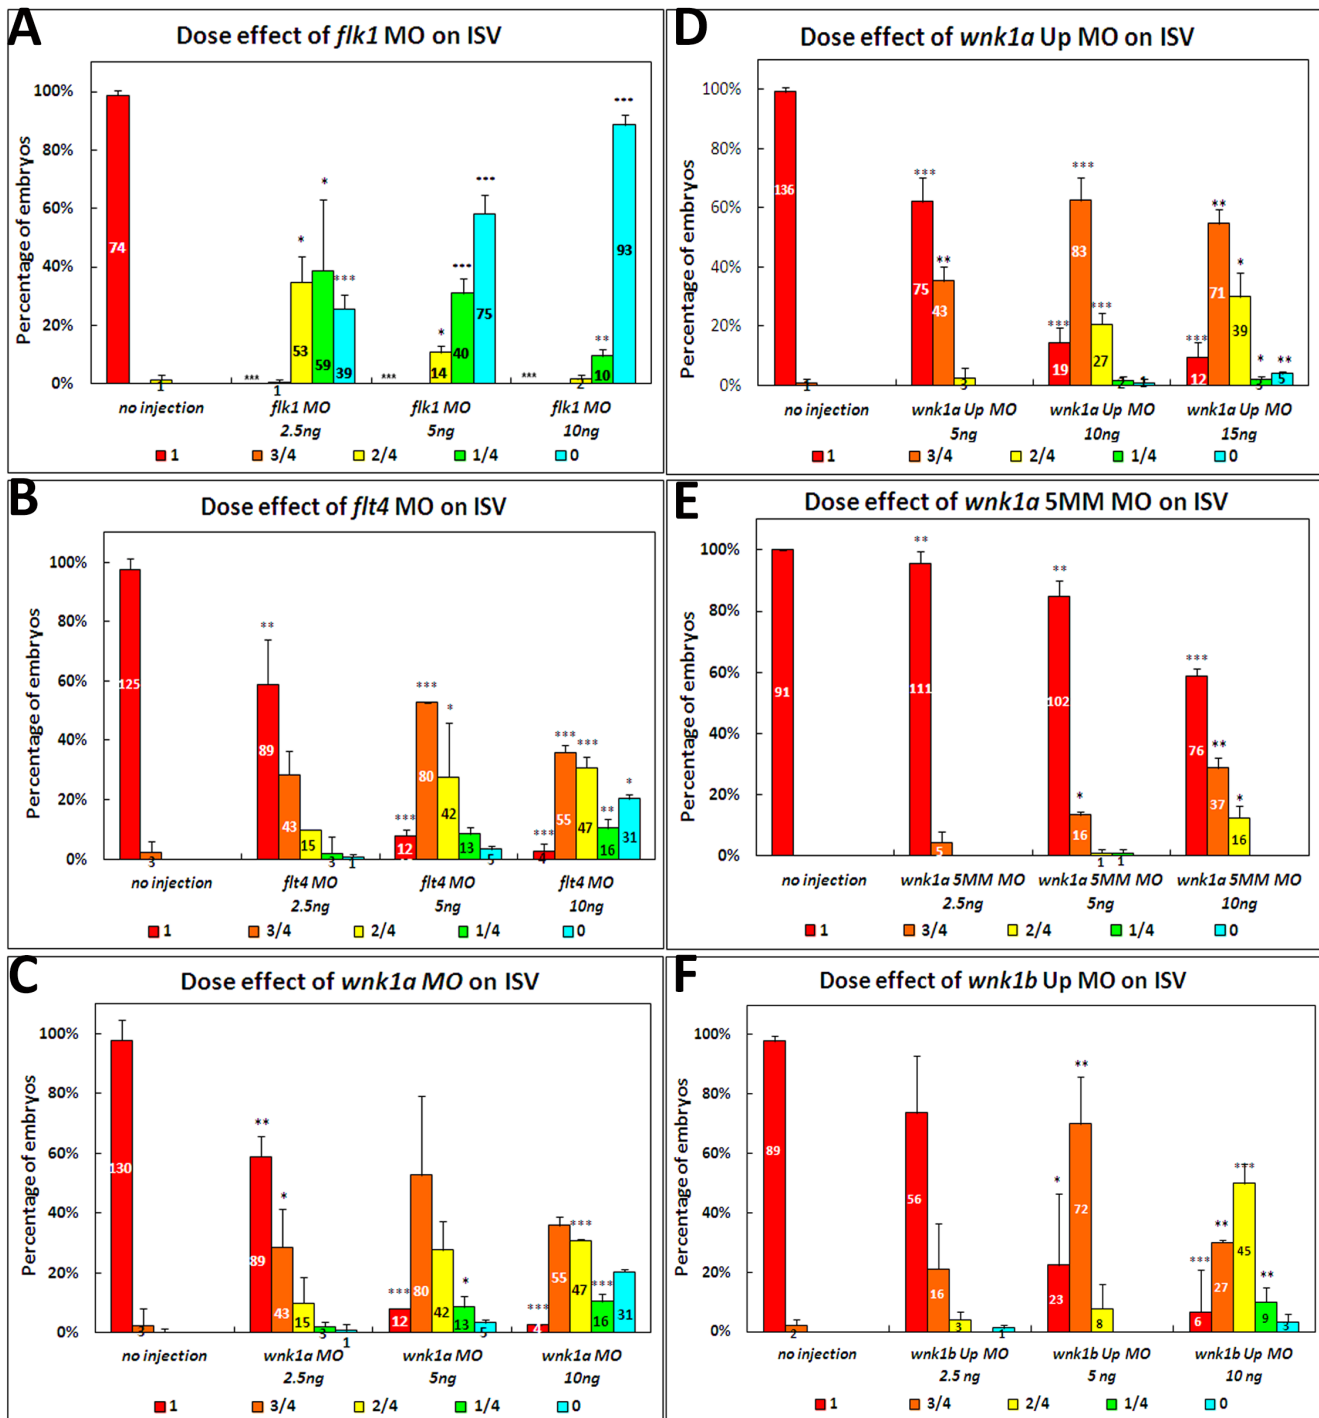 A
Dose effect of flk1 MO on ISV
Percentage of embryos
100%
80%
60%
40%
20%
0%
74
1
***
1
53
*
59
*
39
***
***
14
*
40
***
75
***
***
2
10
**
93
***
no injection
flk1 MO
2.5ng
flk1 MO
5ng
flk1 MO
10ng
1 3/4 2/4 1/4 0
B
Dose effect of flt4 MO on ISV
Percentage of embryos
100%
80%
60%
40%
20%
0%
125
3
89
**
43
15
3
1
12
***
80
***
42
*
13
5
4
***
55
***
47
***
16
**
31
*
no injection
flt4 MO
2.5ng
flt4 MO
5ng
flt4 MO
10ng
1 3/4 2/4 1/4 0
C
Dose effect of wnk1a MO on ISV
Percentage of embryos
100%
80%
60%
40%
20%
0%
130
3
89
**
43
*
15
3
1
12
***
80
42
13
*
5
4
***
55
47
***
16
***
31
no injection
wnk1a MO
2.5ng
wnk1a MO
5ng
wnk1a MO
10ng
1 3/4 2/4 1/4 0
D
Dose effect of wnk1a Up MO on ISV
Percentage of embryos
100%
80%
60%
40%
20%
0%
136
1
75
***
43
**
3
19
***
83
***
27
***
2
1
12
***
71
**
39
*
3
*
5
**
no injection
wnk1a Up MO
5ng
wnk1a Up MO
10ng
wnk1a Up MO
15ng
1 3/4 2/4 1/4 0
E
Dose effect of wnk1a 5MM MO on ISV
Percentage of embryos
100%
80%
60%
40%
20%
0%
91
111
**
5
102
**
16
*
1
1
76
***
37
**
16
*
no injection
wnk1a 5MM MO
2.5ng
wnk1a 5MM MO
5ng
wnk1a 5MM MO
10ng
1 3/4 2/4 1/4 0
F
Dose effect of wnk1b Up MO on ISV
Percentage of embryos
100%
80%
60%
40%
20%
0%
89
2
56
16
3
1
23
*
72
**
8
6
***
27
**
45
***
9
**
3
no injection
wnk1b Up MO
2.5 ng
wnk1b Up MO
5 ng
wnk1b Up MO
10 ng
1 3/4 2/4 1/4 0